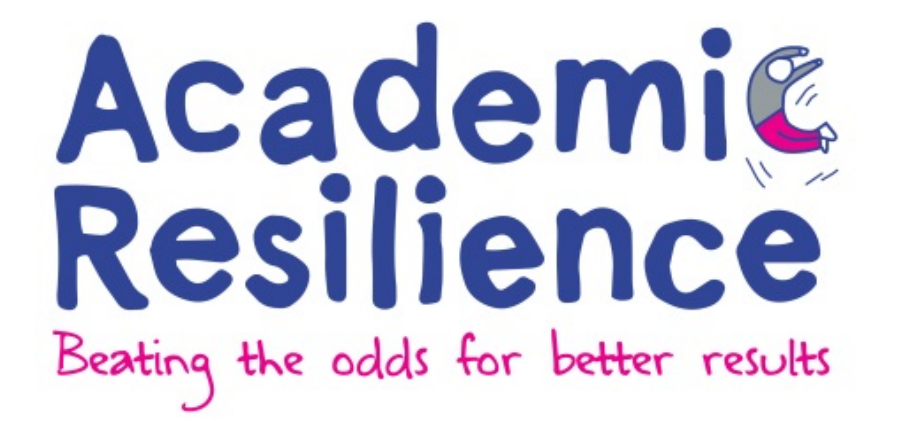 Academic
Resilience
Beating the odds for better results